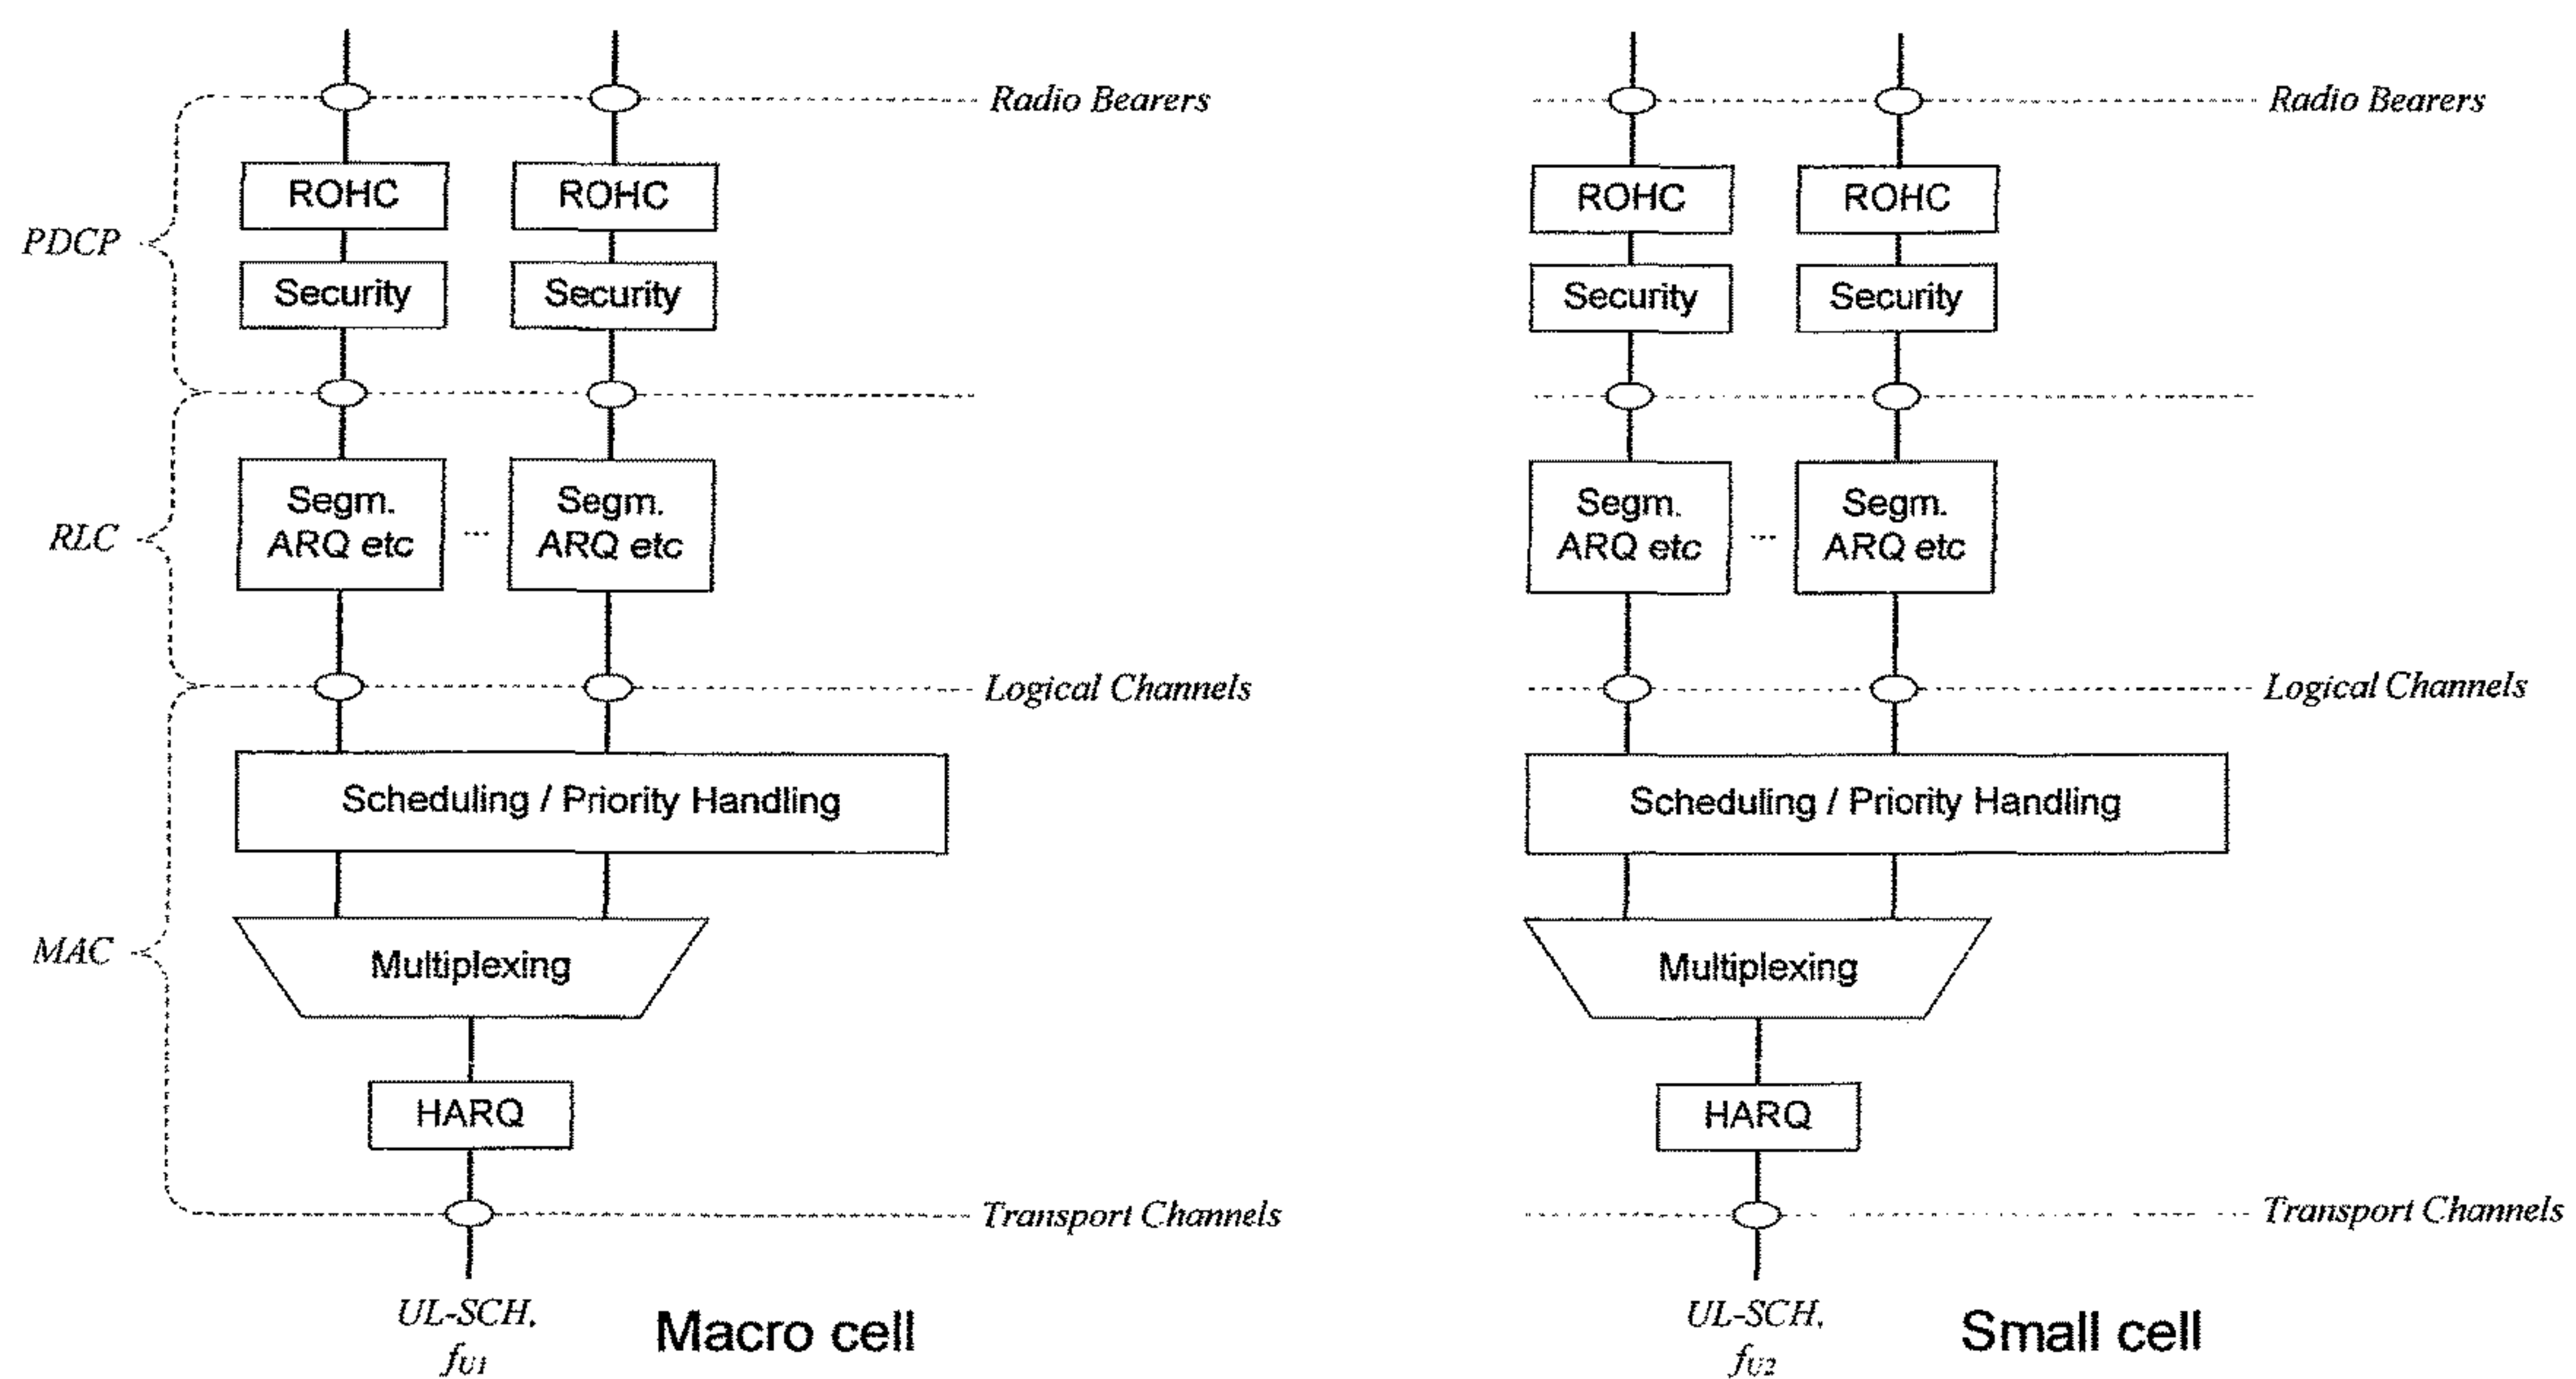 Radio Bearers
ROHC
ROHC
PDCP
Security
Security
Segm.
ARQ etc
...
Segm.
ARQ etc
RLC
Logical Channels
Scheduling / Priority Handling
Multiplexing
MAC
HARQ
Transport Channels
UL-SCH,
fU1
Macro cell
Radio Bearers
ROHC
ROHC
Security
Security
Segm.
ARQ etc
...
Segm.
ARQ etc
Logical Channels
Scheduling / Priority Handling
Multiplexing
HARQ
Transport Channels
UL-SCH,
fU2
Small cell